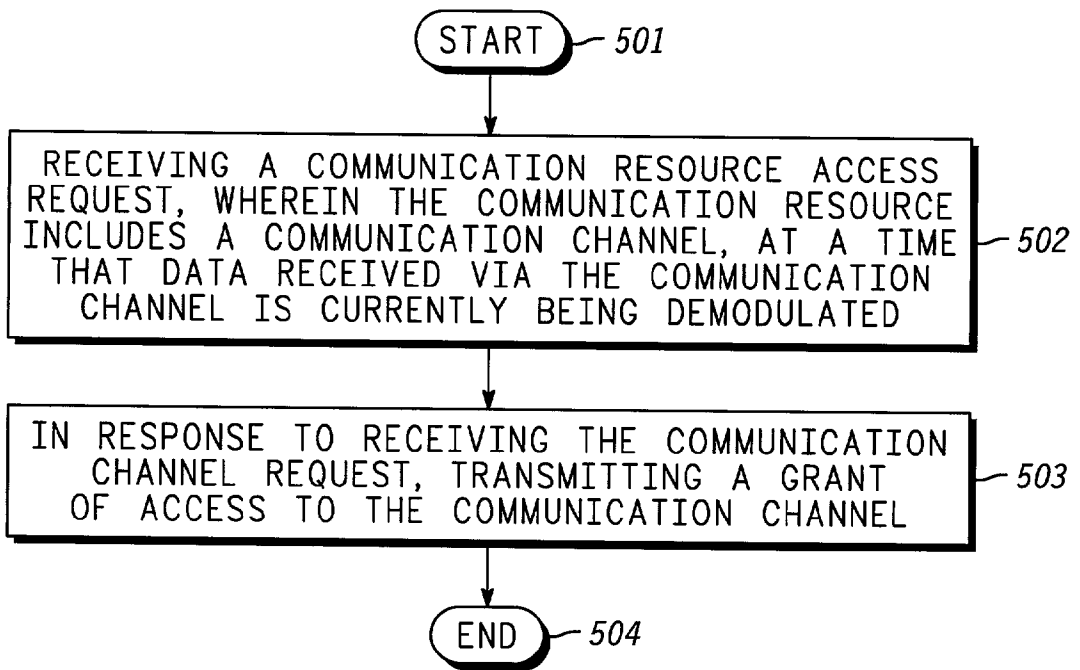 START 501
RECEIVING A COMMUNICATION RESOURCE ACCESS
REQUEST, WHEREIN THE COMMUNICATION RESOURCE
INCLUDES A COMMUNICATION CHANNEL, AT A TIME
THAT DATA RECEIVED VIA THE COMMUNICATION
CHANNEL IS CURRENTLY BEING DEMODULATED
502
IN RESPONSE TO RECEIVING THE COMMUNICATION
CHANNEL REQUEST, TRANSMITTING A GRANT
OF ACCESS TO THE COMMUNICATION CHANNEL
503
END 504